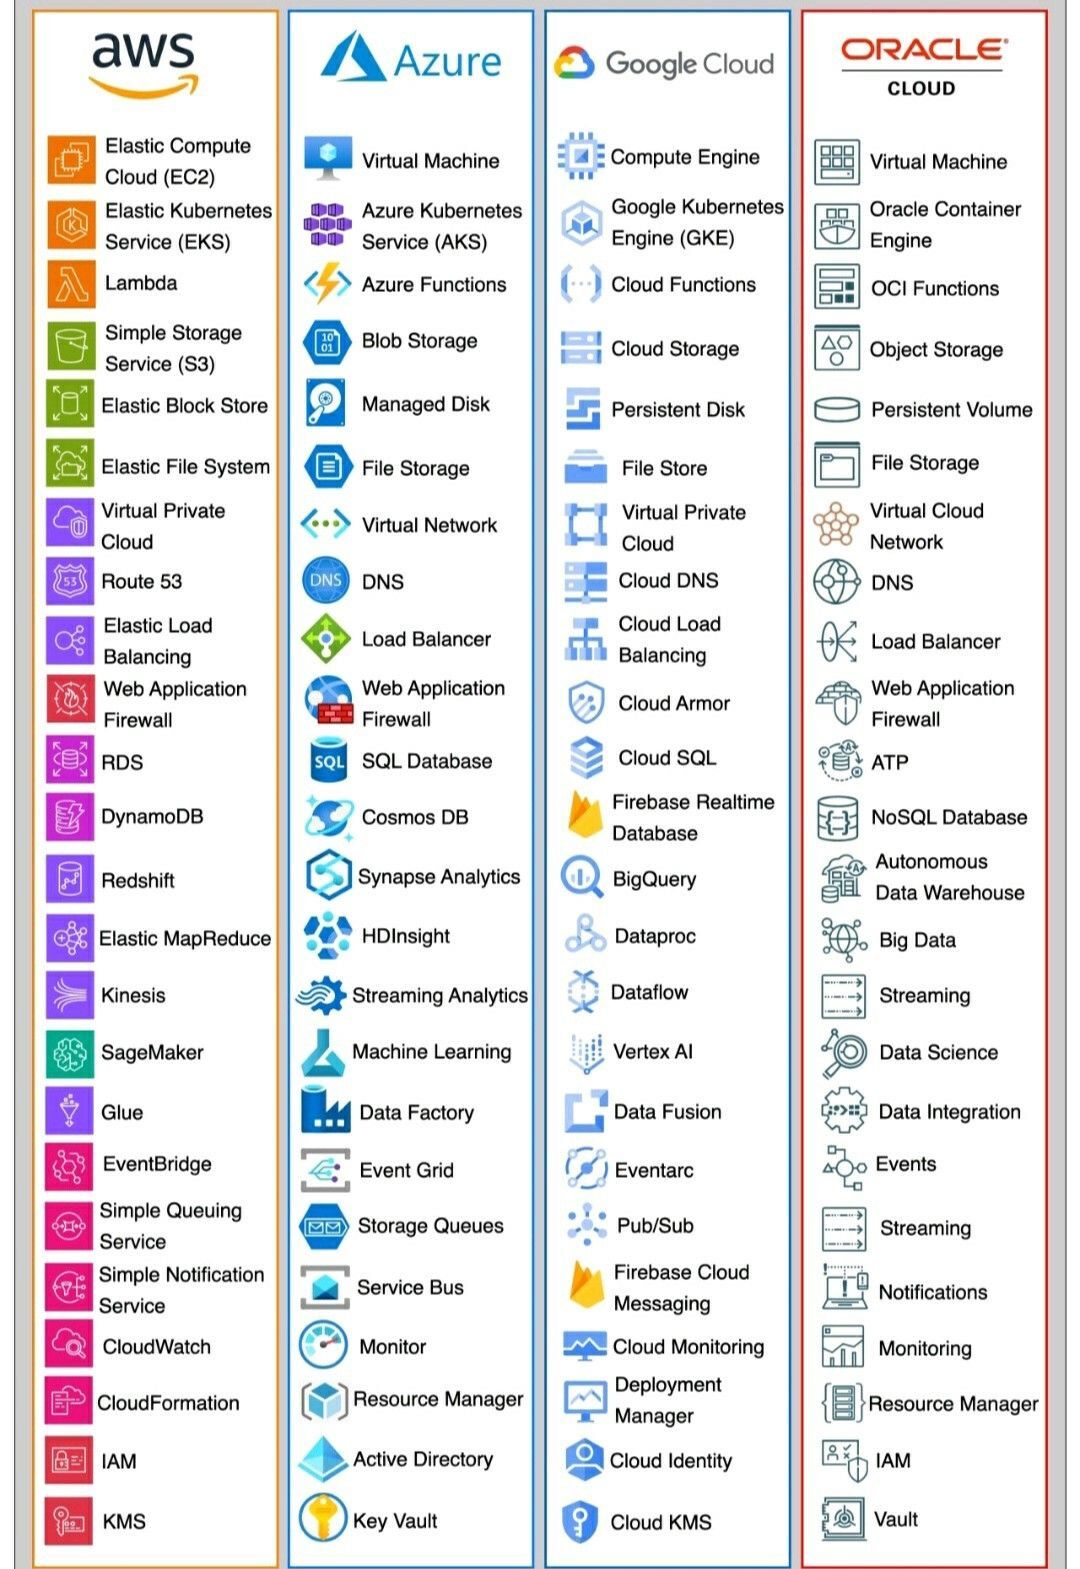 aws
Elastic Compute
Cloud (EC2)
Elastic Kubernetes
Service (EKS)
Lambda
Simple Storage
Service (S3)
Elastic Block Store
Elastic File System
Virtual Private
Cloud
53
Route 53
Elastic Load
Balancing
Web Application
Firewall
RDS
DynamoDB
Redshift
Elastic MapReduce
Kinesis
SageMaker
Glue
EventBridge
Simple Queuing
Service
Simple Notification
Service
CloudWatch
CloudFormation
IAM
KMS
Azure
Virtual Machine
Azure Kubernetes
Service (AKS)
Azure Functions
10
01
Blob Storage
Managed Disk
File Storage
Virtual Network
DNS
DNS
Load Balancer
Web Application
Firewall
SQL
SQL Database
Cosmos DB
Synapse Analytics
HDInsight
Streaming Analytics
Machine Learning
Data Factory
Event Grid
Storage Queues
Service Bus
Monitor
Resource Manager
Active Directory
Key Vault
Google Cloud
Compute Engine
Google Kubernetes
Engine (GKE)
Cloud Functions
Cloud Storage
Persistent Disk
File Store
Virtual Private
Cloud
Cloud DNS
Cloud Load
Balancing
Cloud Armor
Cloud SQL
Firebase Realtime
Database
BigQuery
Dataproc
Dataflow
Vertex AI
Data Fusion
Eventarc
Pub/Sub
Firebase Cloud
Messaging
Cloud Monitoring
Deployment
Manager
Cloud Identity
Cloud KMS
ORACLE
CLOUD
Virtual Machine
Oracle Container
Engine
OCI Functions
Object Storage
Persistent Volume
File Storage
Virtual Cloud
Network
DNS
Load Balancer
Web Application
Firewall
ATP
NoSQL Database
Autonomous
Data Warehouse
Big Data
Streaming
Data Science
Data Integration
Events
Streaming
Notifications
Monitoring
Resource Manager
IAM
Vault